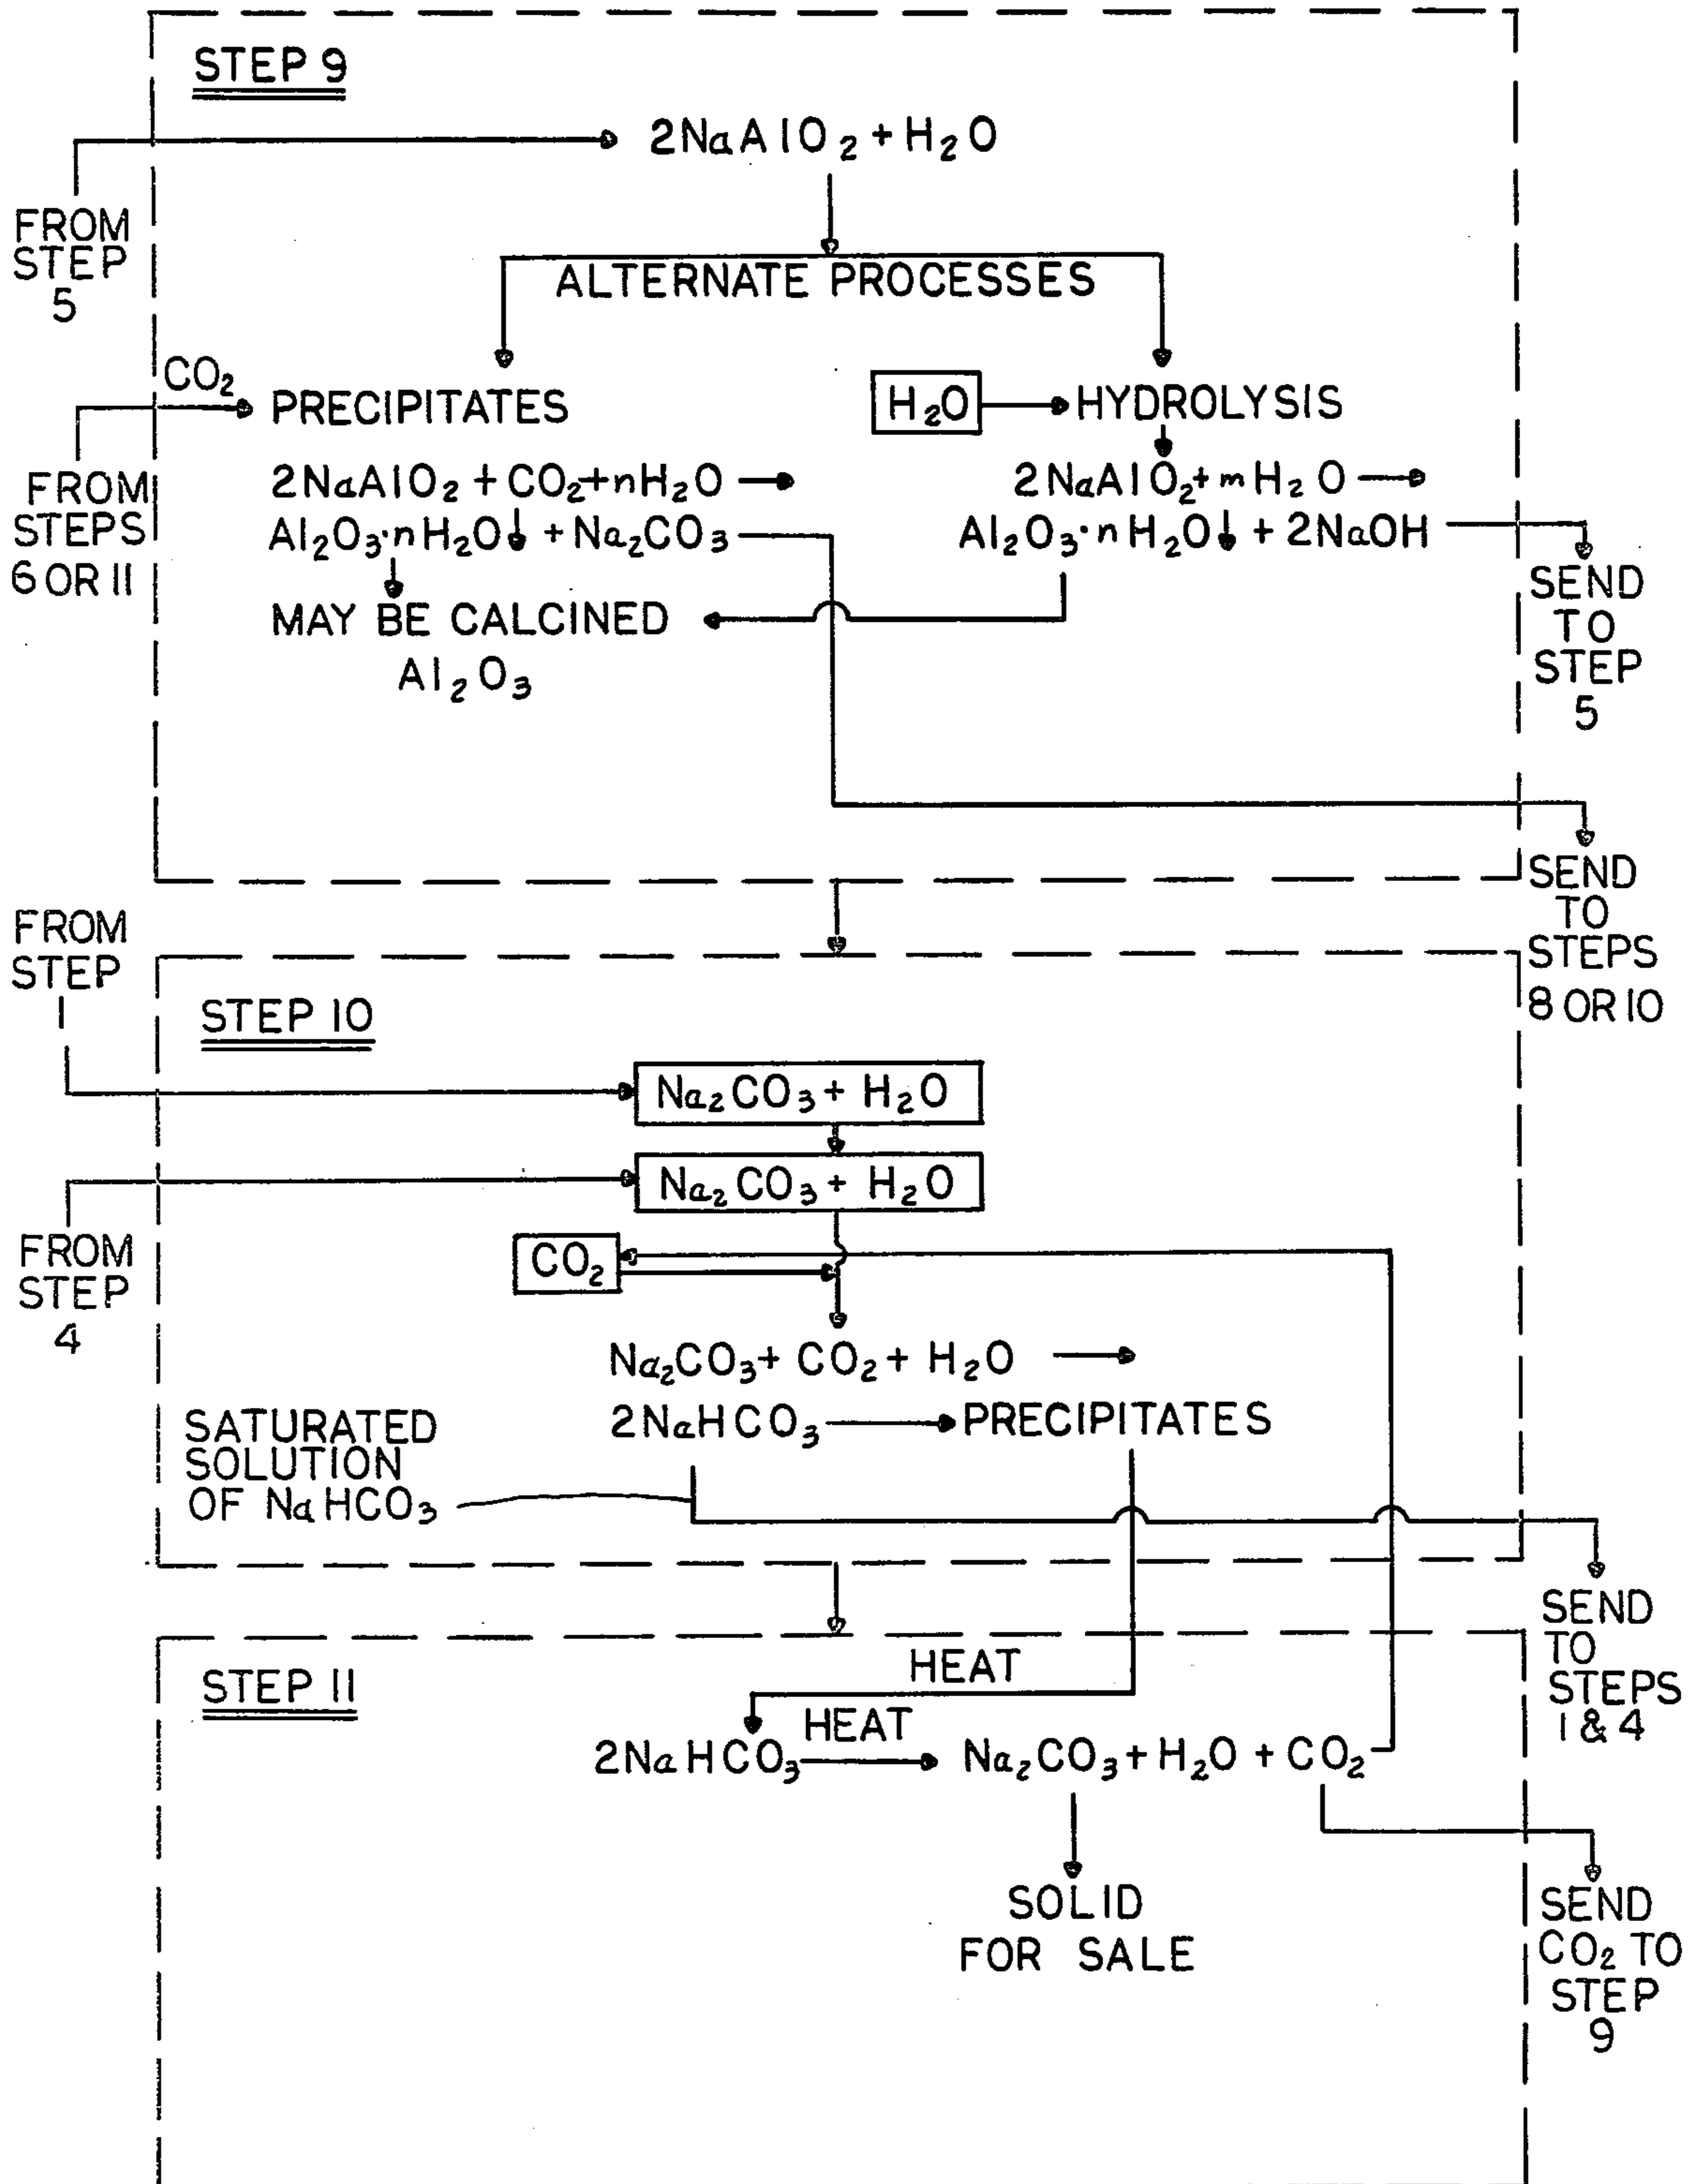 STEP 9
2NaAlO₂ + H₂O
FROM
STEP
5
ALTERNATE PROCESSES
CO₂
PRECIPITATES
H₂O
HYDROLYSIS
FROM
STEPS
6 OR 11
2NaAlO₂ + CO₂+nH₂O →
Al₂O₃·nH₂O↓ + Na₂CO₃
2NaAlO₂+mH₂O →
Al₂O₃·nH₂O↓ + 2NaOH
MAY BE CALCINED
Al₂O₃
SEND
TO
STEP
5
SEND
TO
STEPS
8 OR 10
FROM
STEP
1
STEP 10
Na₂CO₃ + H₂O
Na₂CO₃ + H₂O
FROM
STEP
4
CO₂
Na₂CO₃+ CO₂ + H₂O →
2NaHCO₃ → PRECIPITATES
SATURATED
SOLUTION
OF NaHCO₃
SEND
TO
STEPS
1 & 4
STEP 11
HEAT
HEAT
2NaHCO₃ → Na₂CO₃+H₂O + CO₂
SOLID
FOR SALE
SEND
CO₂ TO
STEP
9